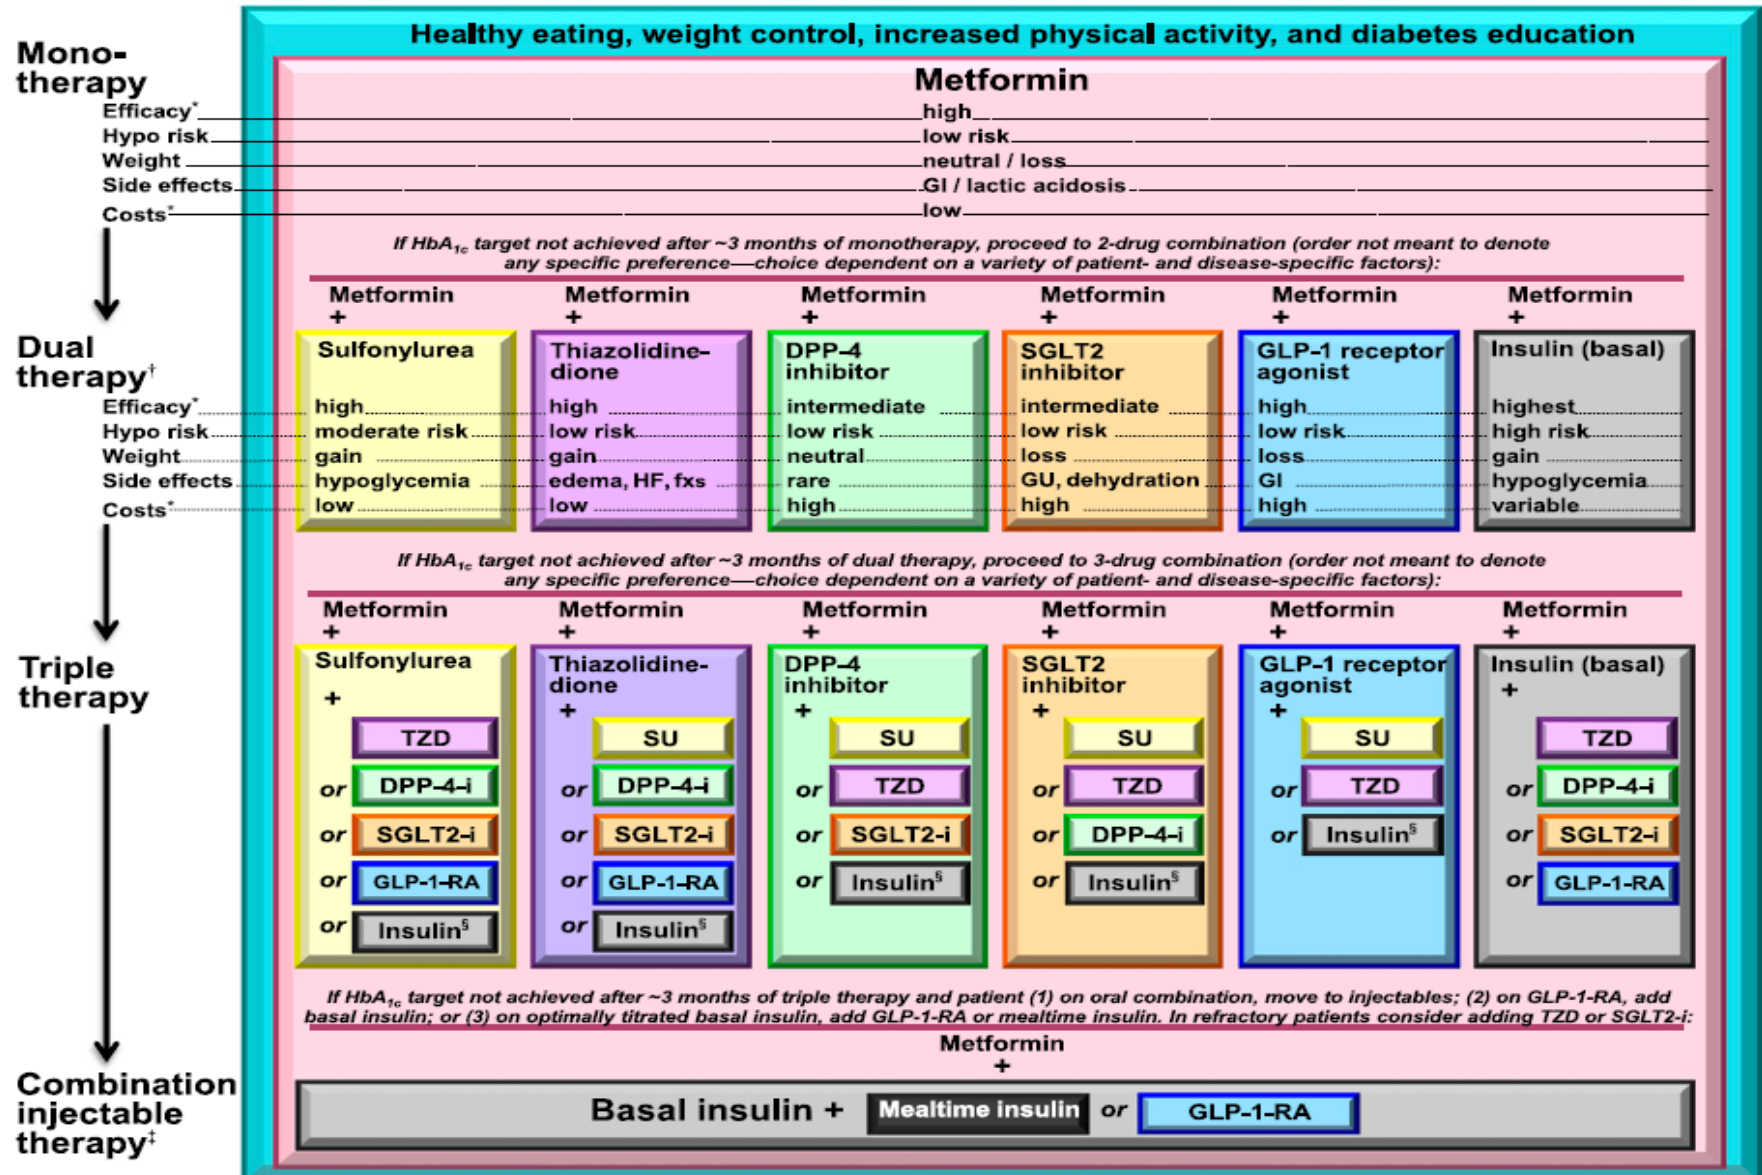 Healthy eating, weight control, increased physical activity, and diabetes education
Mono-
therapy
Metformin
Efficacy* high
Hypo risk low risk
Weight neutral / loss
Side effects GI / lactic acidosis
Costs* low
If HbA1c target not achieved after ~3 months of monotherapy, proceed to 2-drug combination (order not meant to denote
any specific preference—choice dependent on a variety of patient- and disease-specific factors):
Metformin Metformin Metformin Metformin Metformin Metformin
+ + + + + +
Dual
therapy†
Sulfonylurea
Thiazolidine-
dione
DPP-4
inhibitor
SGLT2
inhibitor
GLP-1 receptor
agonist
Insulin (basal)
Efficacy* high high intermediate intermediate high highest
Hypo risk moderate risk low risk low risk low risk low risk high risk
Weight gain gain neutral loss loss gain
Side effects hypoglycemia edema, HF, fxs rare GU, dehydration GI hypoglycemia
Costs* low low high high high variable
If HbA1c target not achieved after ~3 months of dual therapy, proceed to 3-drug combination (order not meant to denote
any specific preference—choice dependent on a variety of patient- and disease-specific factors):
Triple
therapy
Metformin
+
Sulfonylurea
+
TZD
or DPP-4-i
or SGLT2-i
or GLP-1-RA
or Insulin§
Metformin
+
Thiazolidine-
dione
+
SU
or DPP-4-i
or SGLT2-i
or GLP-1-RA
or Insulin§
Metformin
+
DPP-4
inhibitor
+
SU
or TZD
or SGLT2-i
or Insulin§
Metformin
+
SGLT2
inhibitor
+
SU
or TZD
or DPP-4-i
or Insulin§
Metformin
+
GLP-1 receptor
agonist
+
SU
or TZD
or Insulin§
Metformin
+
Insulin (basal)
+
TZD
or DPP-4-i
or SGLT2-i
or GLP-1-RA
If HbA1c target not achieved after ~3 months of triple therapy and patient (1) on oral combination, move to injectables; (2) on GLP-1-RA, add
basal insulin; or (3) on optimally titrated basal insulin, add GLP-1-RA or mealtime insulin. In refractory patients consider adding TZD or SGLT2-i:
Metformin
+
Combination
injectable
therapy‡
Basal insulin + Mealtime insulin or GLP-1-RA